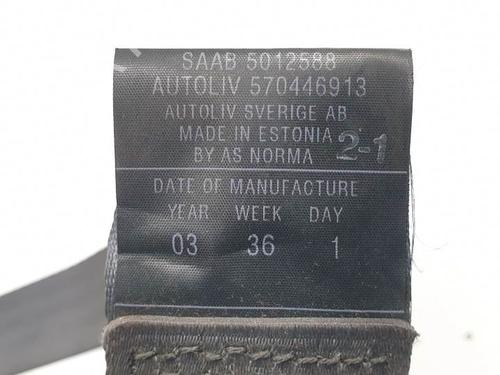 SAAB 5012588
AUTOLIV 570446913
AUTOLIV SVERIGE AB
MADE IN ESTONIA
BY AS NORMA 2-1
DATE OF MANUFACTURE
YEAR WEEK DAY
03 36 1